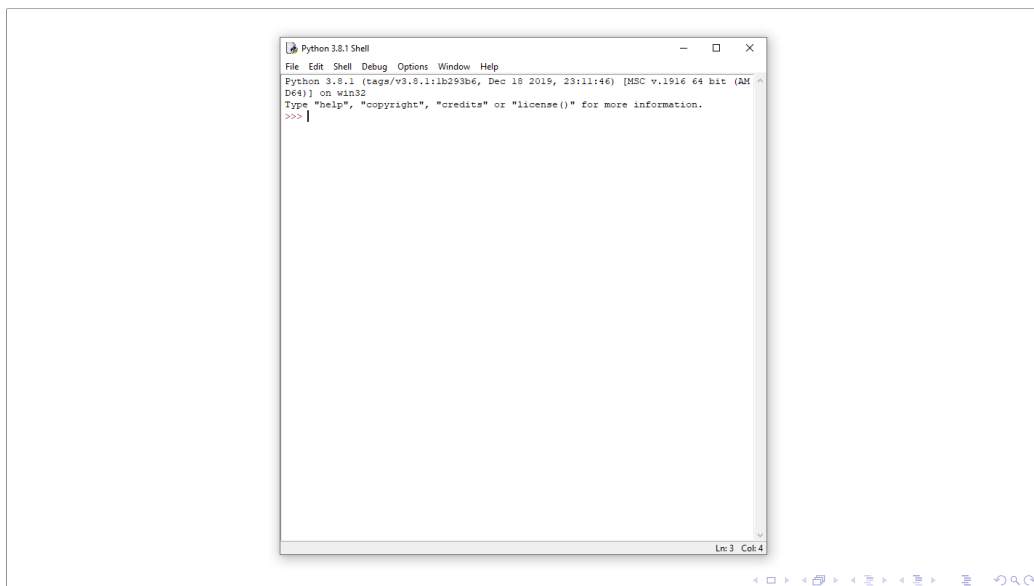 Python 3.8.1 Shell
File Edit Shell Debug Options Window Help
Python 3.8.1 (tags/v3.8.1:1b293b6, Dec 18 2019, 23:11:46) [MSC v.1916 64 bit (AM
D64)] on win32
Type "help", "copyright", "credits" or "license()" for more information.
>>>
Ln: 3 Col: 4